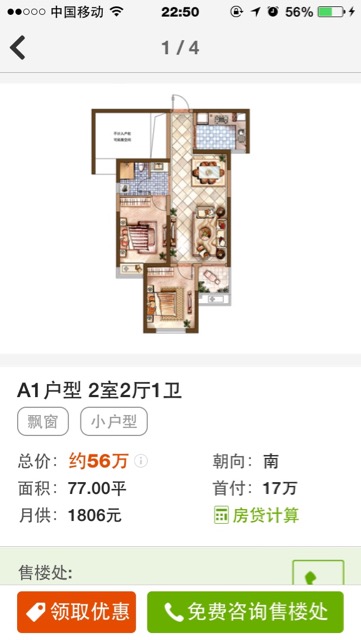 中国移动 22:50 56%
1 / 4
A1户型 2室2厅1卫
飘窗 小户型
总价: 约56万 朝向: 南
面积: 77.00平 首付: 17万
月供: 1806元 房贷计算
售楼处:
领取优惠 免费咨询售楼处